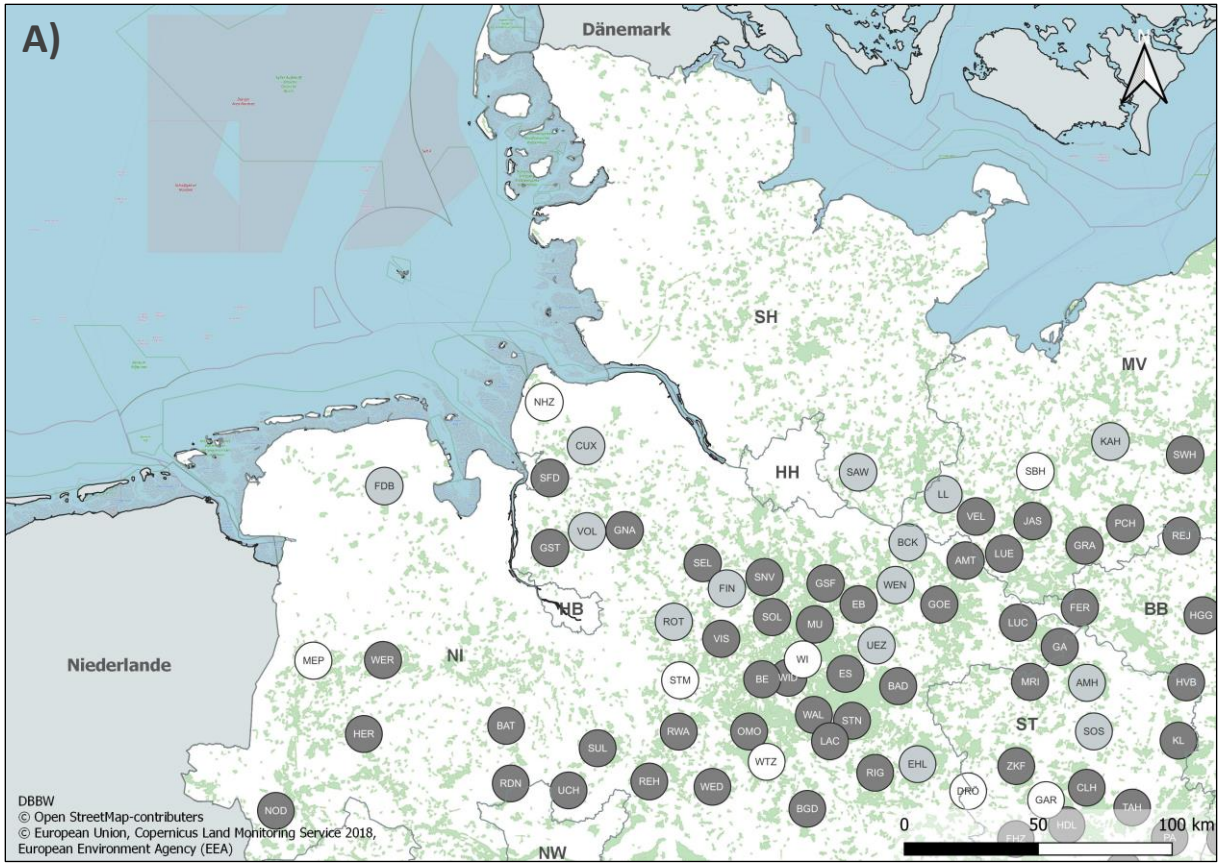 A)
Dänemark
N
SH
MV
NHZ
CUX
KAH
SWH
HH
SAW
SBH
SFD
FDB
LL
VEL
JAS
PCH
VOL
GNA
REJ
GST
BCK
GRA
AMT
LUE
SEL
SNV
FIN
GSF
WEN
EB
GOE
FER
BB
HB
HGG
SOL
ROT
MU
LUC
VIS
UEZ
GA
Niederlande
MEP
WER
NI
WI
STM
BE
WID
ES
BAD
MRI
AMH
HVB
WAL
STN
ST
BAT
HER
RWA
OMO
SOS
LAC
KL
SUL
WTZ
EHL
ZKF
RIG
RDN
UCH
REH
WED
DRÖ
GAR
CLH
NOD
BGD
TAH
HDL
EHZ
PA
NW
DBBW
© OpenStreetMap-contributors
© European Union, Copernicus Land Monitoring Service 2018,
European Environment Agency (EEA)
0 50 100 km